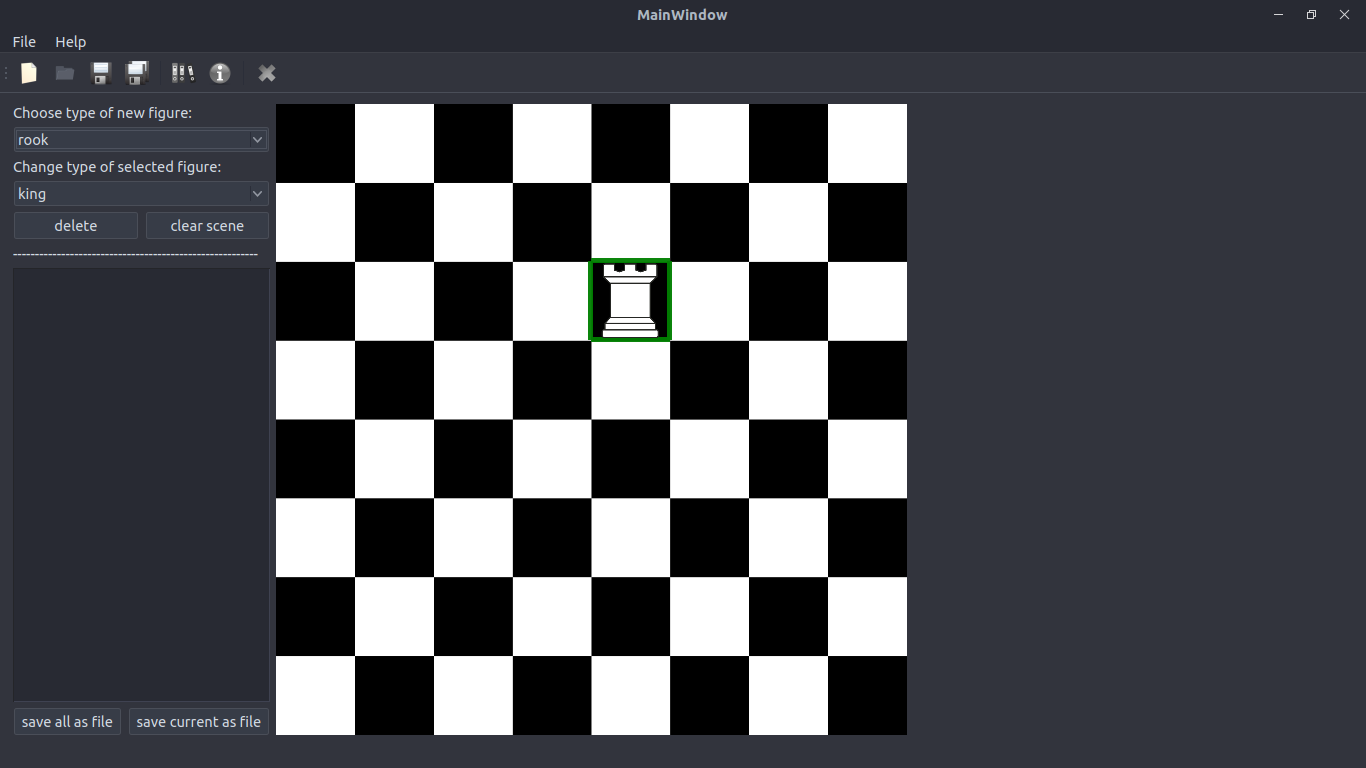 MainWindow
File Help
Choose type of new figure:
rook
Change type of selected figure:
king
delete clear scene
--------------------------------------------------------
save all as file save current as file